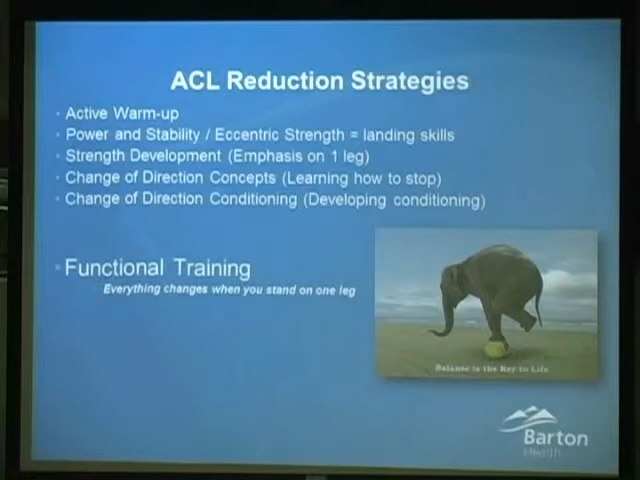 ACL Reduction Strategies
Active Warm-up
Power and Stability / Eccentric Strength = landing skills
Strength Development (Emphasis on 1 leg)
Change of Direction Concepts (Learning how to stop)
Change of Direction Conditioning (Developing conditioning)
Functional Training
Everything changes when you stand on one leg
Balance is the Key to Life
Barton
Health